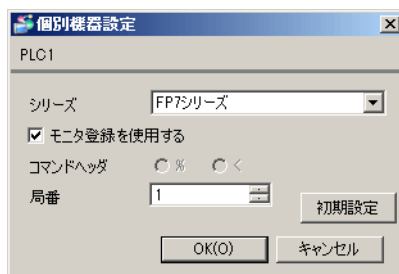 個別機器設定
PLC1
シリーズ FP7シリーズ
モニタ登録を使用する
コマンドヘッダ % <
局番 1
初期設定
OK(O) キャンセル